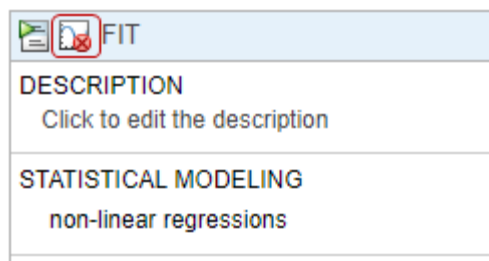 FIT
DESCRIPTION
Click to edit the description
STATISTICAL MODELING
non-linear regressions